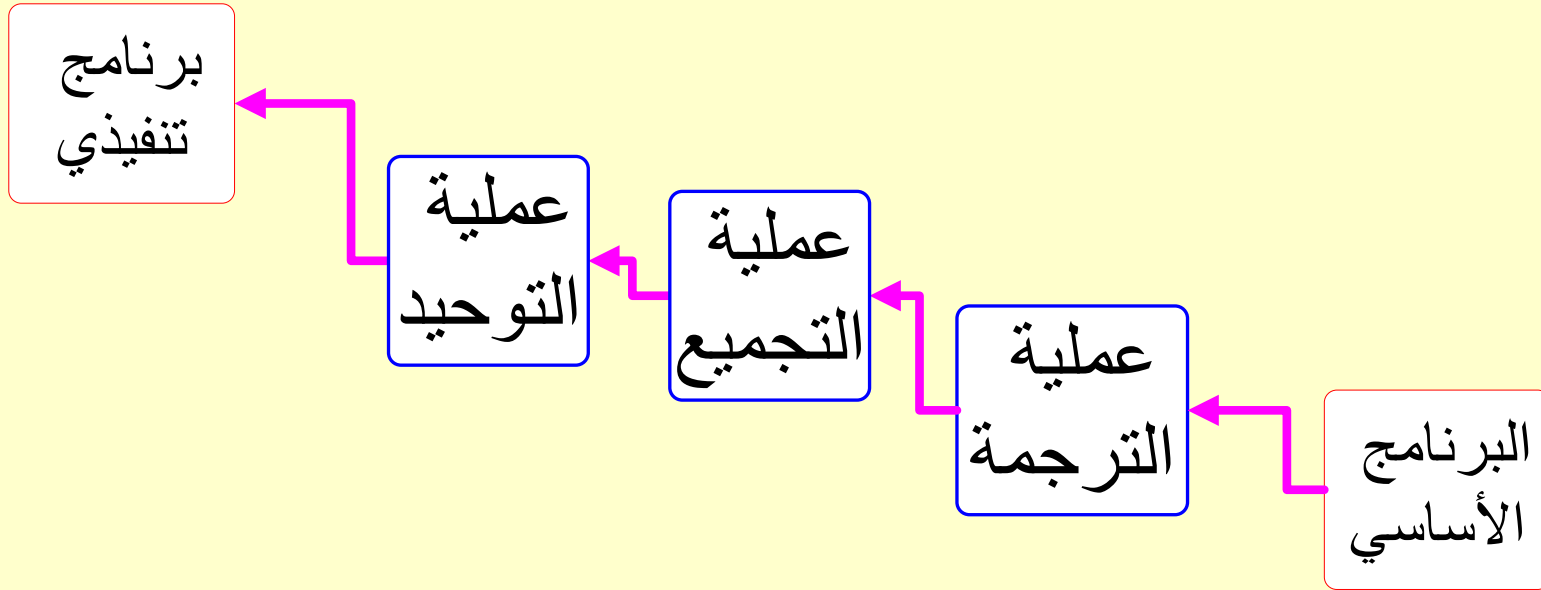 البرنامج
الأساسي
عملية
الترجمة
عملية
التجميع
عملية
التوحيد
برنامج
تنفيذي